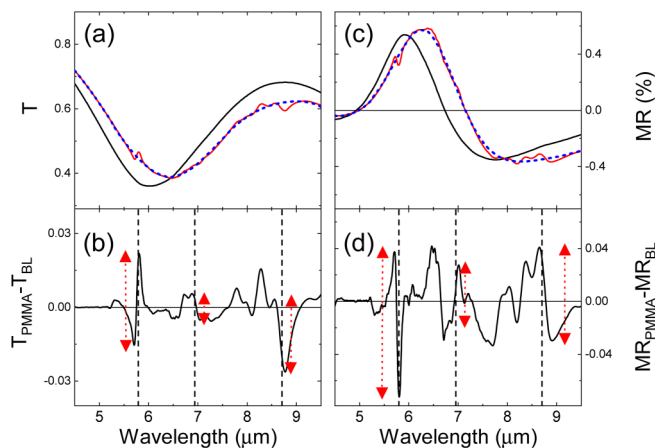 (a)
(c)
0.8
0.6
0.4
T
0.4
0.0
-0.4
MR (%)
(b)
(d)
0.03
0.00
-0.03
T_PMMA-T_BL
0.04
0.00
-0.04
MR_PMMA-MR_BL
5 6 7 8 9
5 6 7 8 9
Wavelength (μm)
Wavelength (μm)